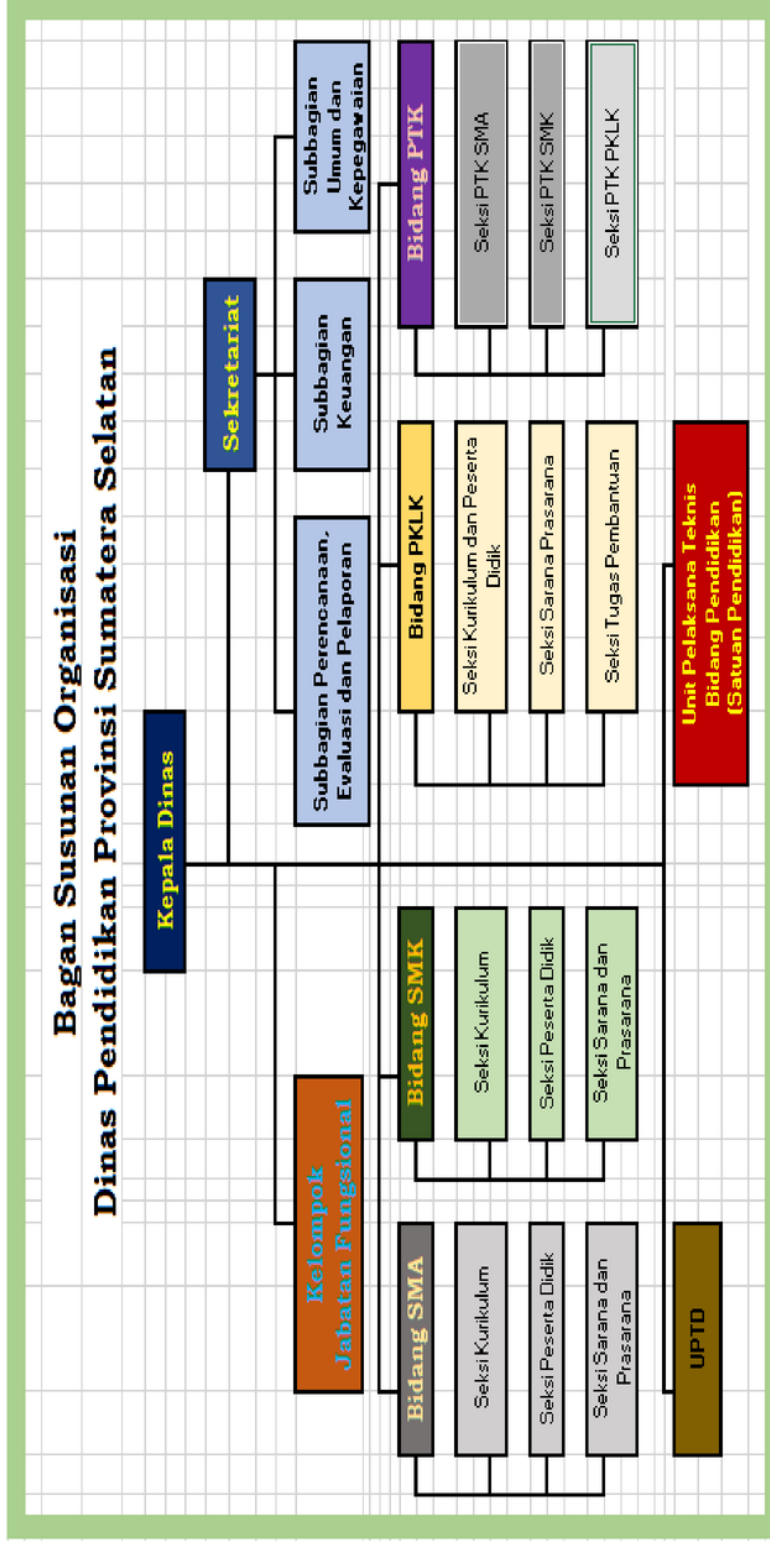 Bagan Susunan Organisasi
Dinas Pendidikan Provinsi Sumatera Selatan
Kepala Dinas
Sekretariat
Kelompok
Jabatan Fungsional
Subbagian Perencanaan,
Evaluasi dan Pelaporan
Subbagian
Keuangan
Subbagian
Umum dan
Kepegawaian
Bidang SMA
Seksi Kurikulum
Seksi Peserta Didik
Seksi Sarana dan
Prasarana
Bidang SMK
Seksi Kurikulum
Seksi Peserta Didik
Seksi Sarana dan
Prasarana
Bidang PKLK
Seksi Kurikulum dan Peserta
Didik
Seksi Sarana Prasarana
Seksi Tugas Pembantuan
Bidang PTK
Seksi PTK SMA
Seksi PTK SMK
Seksi PTK PKLK
UPTD
Unit Pelaksana Teknis
Bidang Pendidikan
(Satuan Pendidikan)